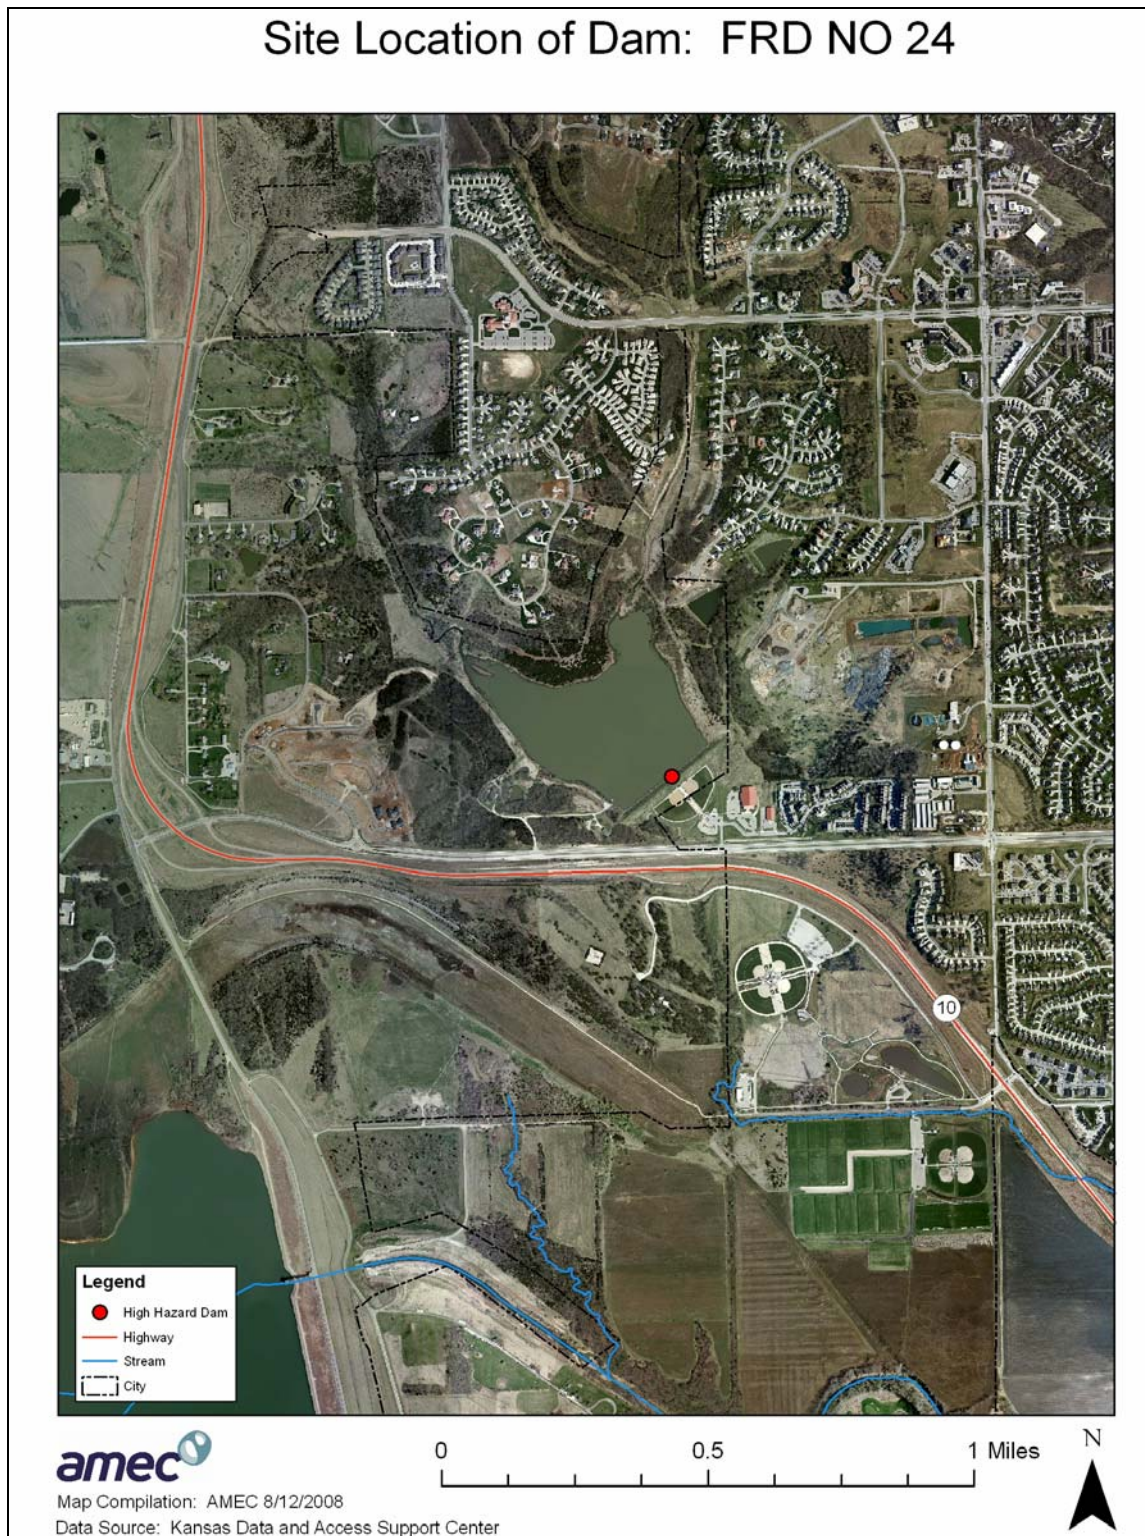 Site Location of Dam: FRD NO 24
10
Legend
High Hazard Dam
Highway
Stream
City
amec
0 0.5 1 Miles
N
Map Compilation: AMEC 8/12/2008
Data Source: Kansas Data and Access Support Center